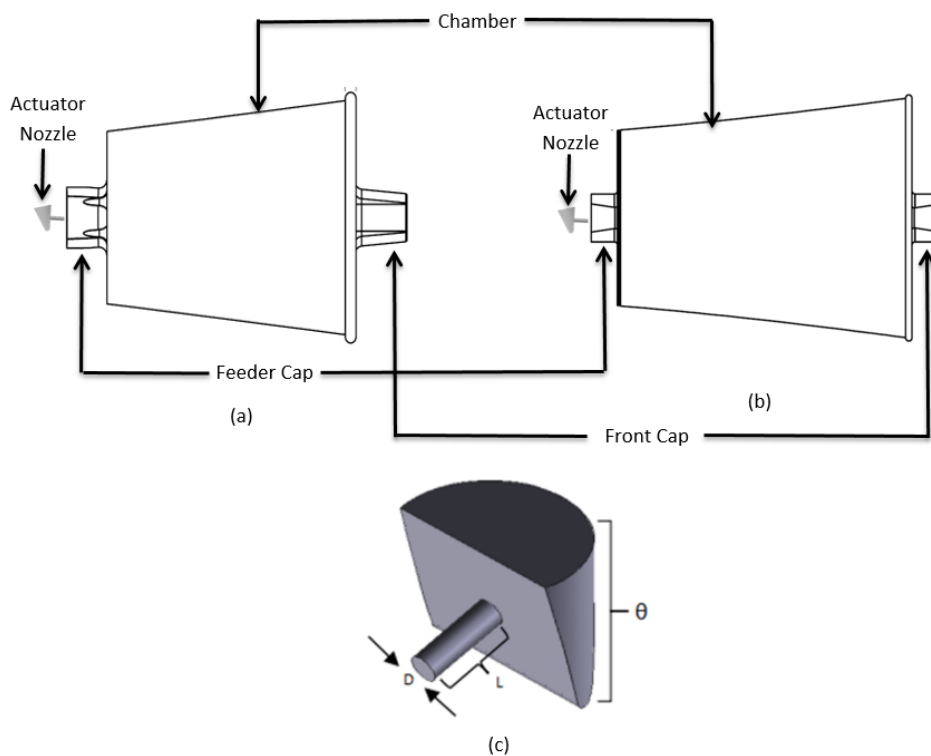 Chamber
Actuator
Nozzle
Actuator
Nozzle
Feeder Cap
(a)
(b)
Front Cap
θ
D
L
(c)